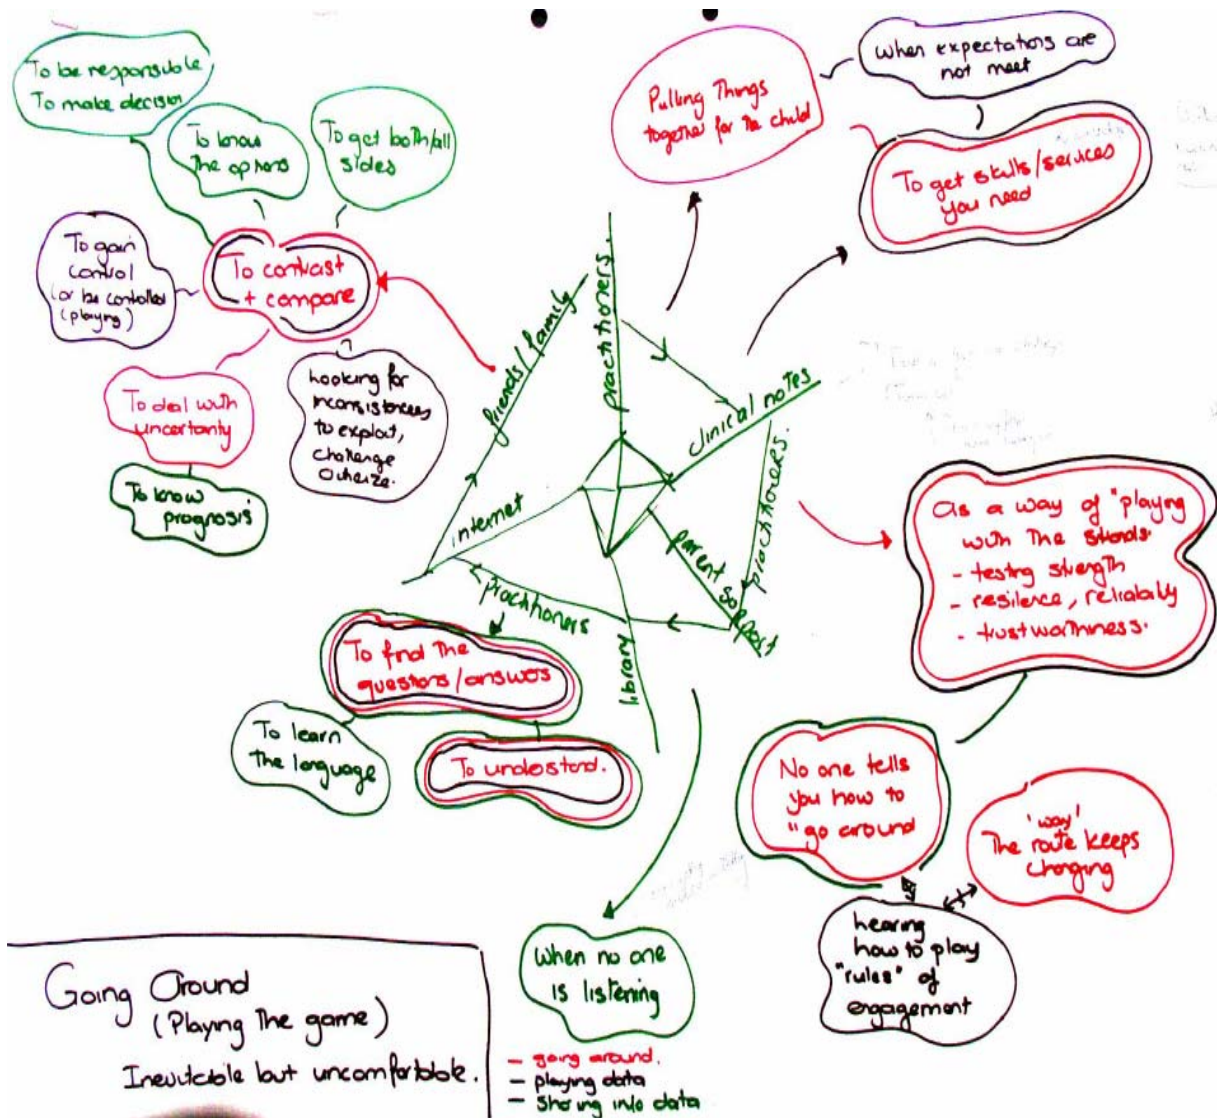 To be responsible
To make decision
To know
the options
To get both/all
sides
To gain
control
(or be controlled
(playing)
To contrast
+ compare
To deal with
uncertanty
To know
prognosis
Looking for
inconsistences
to exploit,
challenge
Pulling Things
together for the child
when expectations are
not meet
To get skills/services
you need
friends/family
practitioners.
clinical notes
practitioners.
internet
parent support
practitioners
library
as a way of "playing
with the
- testing strength
- resilence, reliability
- trustworthiness.
To find the
questions/answers
To learn
the language
To understand.
No one tells
you how to
"go around
'way'
The route keeps
changing
hearing
how to play
"rules" of
engagement
when no one
is listening
Going Around
(Playing the game)
Inevitable but uncomfortable.
- going around.
- playing data
- sharing info data